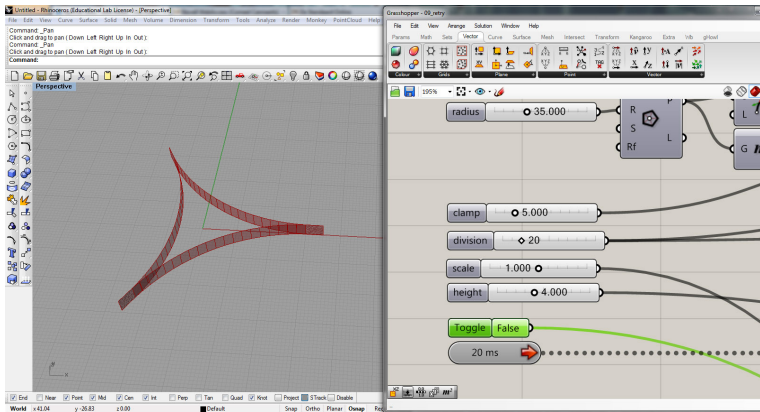 Untitled - Rhinoceros (Educational Lab License) - [Perspective]
File Edit View Curve Surface Solid Mesh Volume Dimension Transform Tools Analyze Render Monkey PointCloud Help
Command: _Pan
Click and drag to pan ( Down Left Right Up In Out ):
Command: _Pan
Click and drag to pan ( Down Left Right Up In Out ):
Command:
Perspective
y
x
End Near Point Mid Cen Int Perp Tan Quad Knot Project STrack Disable
World x 41.04 y -26.83 z 0.00 Default Snap Ortho Planar Osnap Re
Grasshopper - 09_retry
File Edit View Arrange Solution Window Help
Params Math Sets Vector Curve Surface Mesh Intersect Transform Kangaroo Extra Wb gHowl
Colour Grids Plane Point Vector
195%
radius 35.000
R
S
Rf
P
L
L
G
clamp 5.000
division 20
scale 1.000
height 4.000
Toggle False
20 ms
m²